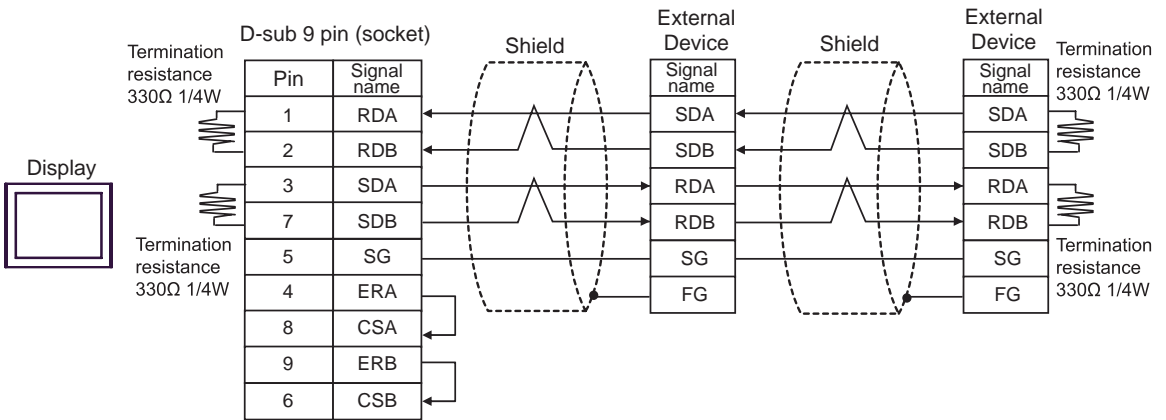 D-sub 9 pin (socket)
Termination
resistance
330Ω 1/4W
Shield
External
Device
Shield
External
Device
Termination
resistance
330Ω 1/4W
Pin Signal name
1 RDA
2 RDB
3 SDA
7 SDB
5 SG
4 ERA
8 CSA
9 ERB
6 CSB
Signal
name
SDA
SDB
RDA
RDB
SG
FG
Signal
name
SDA
SDB
RDA
RDB
SG
FG
Display
Termination
resistance
330Ω 1/4W
Termination
resistance
330Ω 1/4W